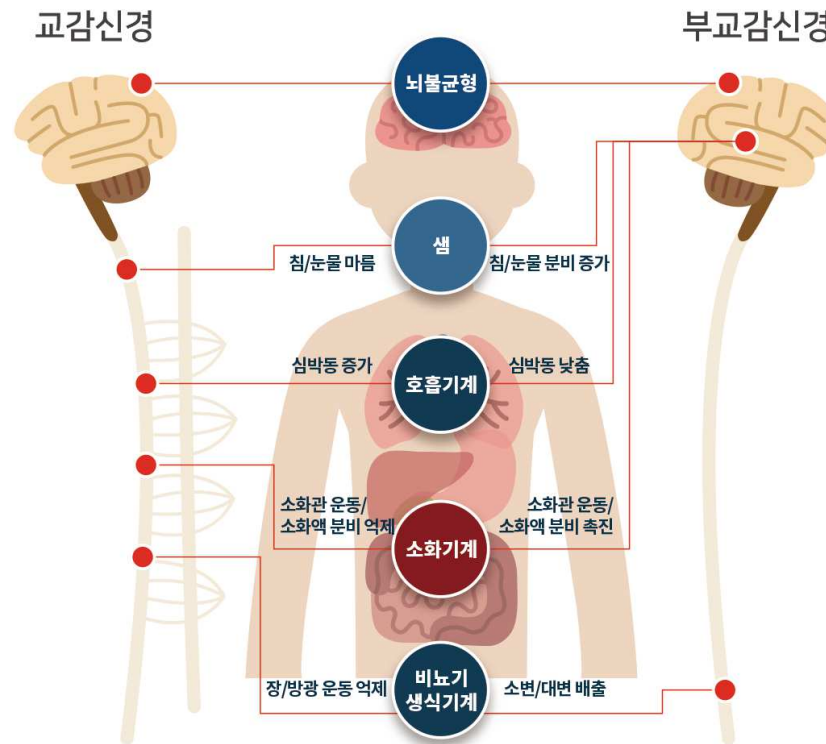 교감신경
부교감신경
뇌불균형
샘
침/눈물 마름
침/눈물 분비 증가
심박동 증가
호흡기계
심박동 낮춤
소화관 운동/
소화액 분비 억제
소화기계
소화관 운동/
소화액 분비 촉진
장/방광 운동 억제
비뇨기
생식기계
소변/대변 배출